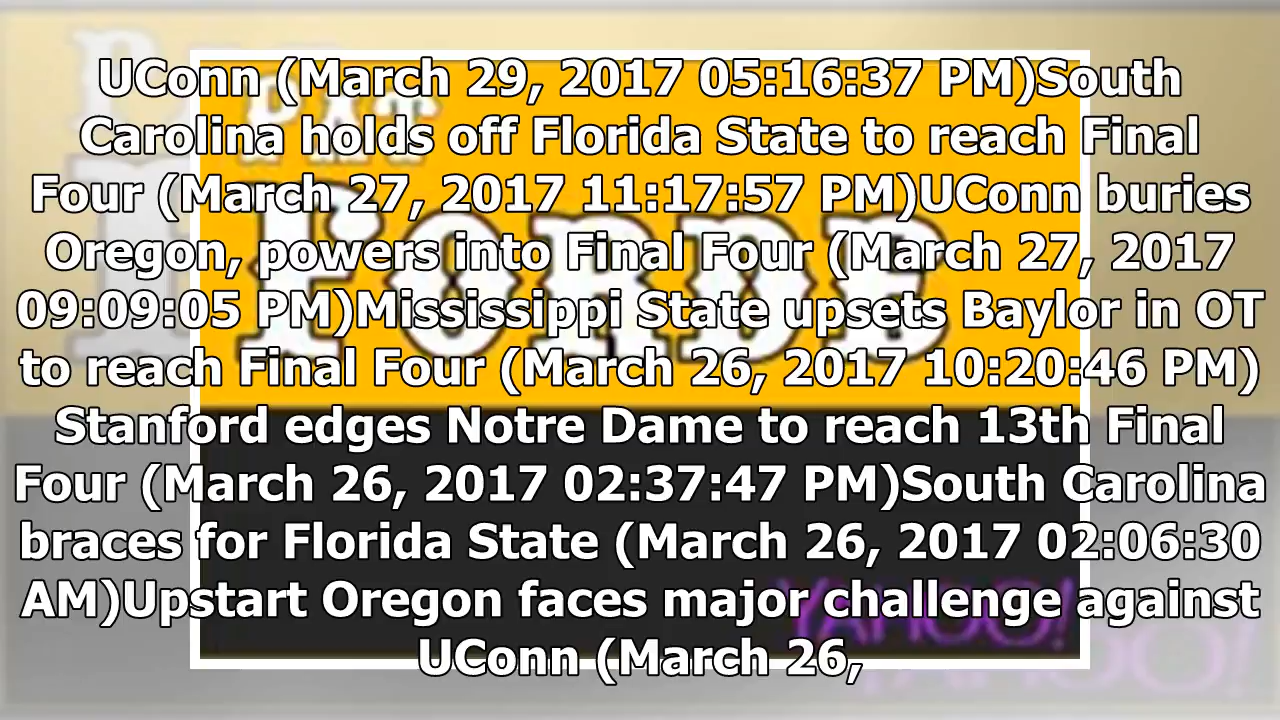 UConn (March 29, 2017 05:16:37 PM)South
Carolina holds off Florida State to reach Final
Four (March 27, 2017 11:17:57 PM)UConn buries
Oregon, powers into Final Four (March 27, 2017
09:09:05 PM)Mississippi State upsets Baylor in OT
to reach Final Four (March 26, 2017 10:20:46 PM)
Stanford edges Notre Dame to reach 13th Final
Four (March 26, 2017 02:37:47 PM)South Carolina
braces for Florida State (March 26, 2017 02:06:30
AM)Upstart Oregon faces major challenge against
UConn (March 26,
PAT
FORDE
YAHOO!